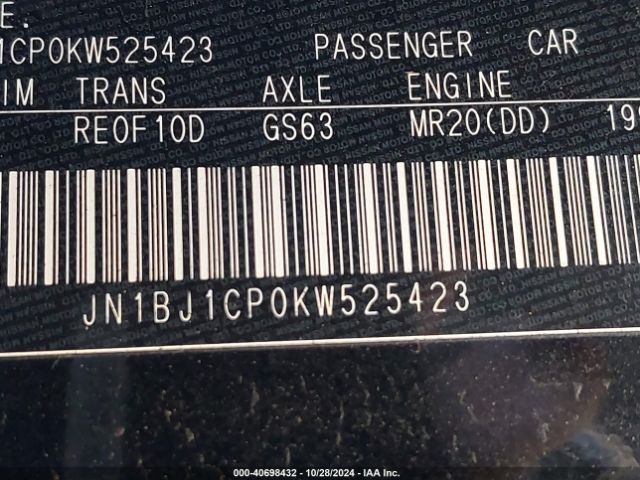 E.
1CP0KW525423 PASSENGER CAR
IM TRANS AXLE ENGINE
RE0F10D GS63 MR20(DD) 19
JN1BJ1CP0KW525423
000-40698432 - 10/28/2024 - IAA Inc.